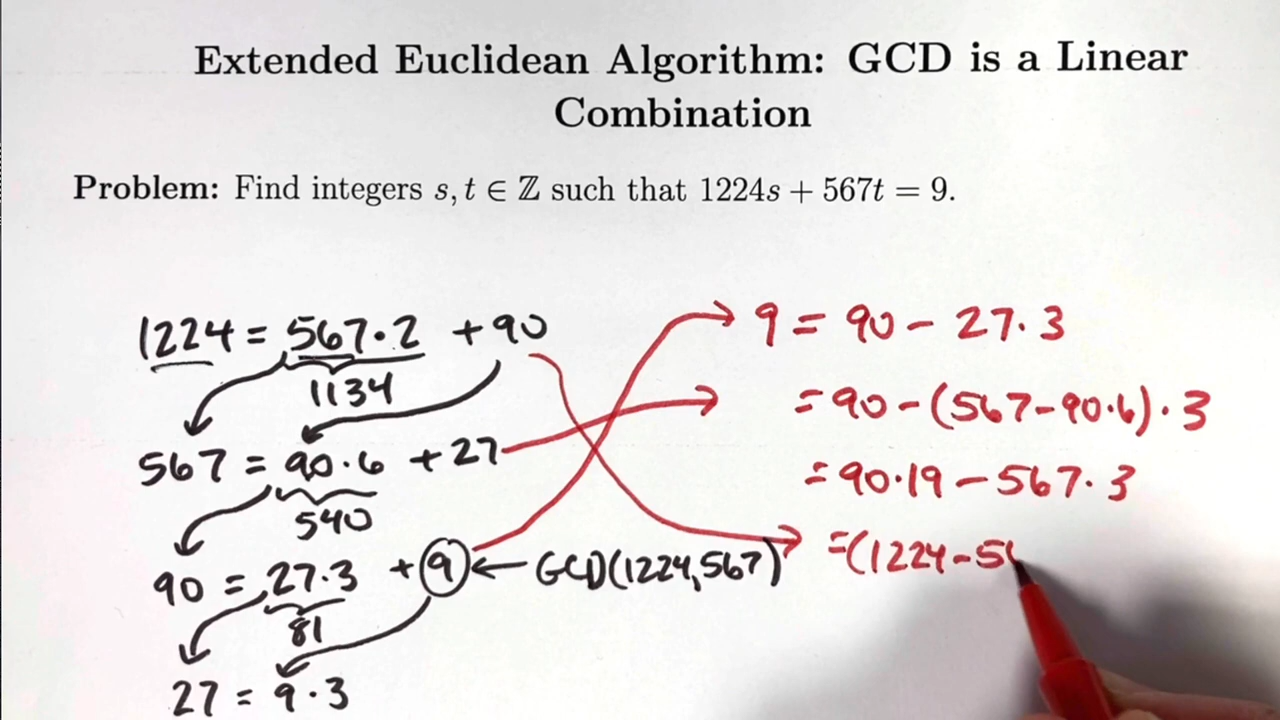 Extended Euclidean Algorithm: GCD is a Linear
Combination
Problem: Find integers s, t ∈ ℤ such that 1224s + 567t = 9.
1224 = 567·2 + 90
1134
567 = 90·6 + 27
540
90 = 27·3 + 9 ← GCD(1224,567)
81
27 = 9·3
9 = 90 - 27·3
= 90 - (567-90·6)·3
= 90·19 - 567·3
= (1224-5